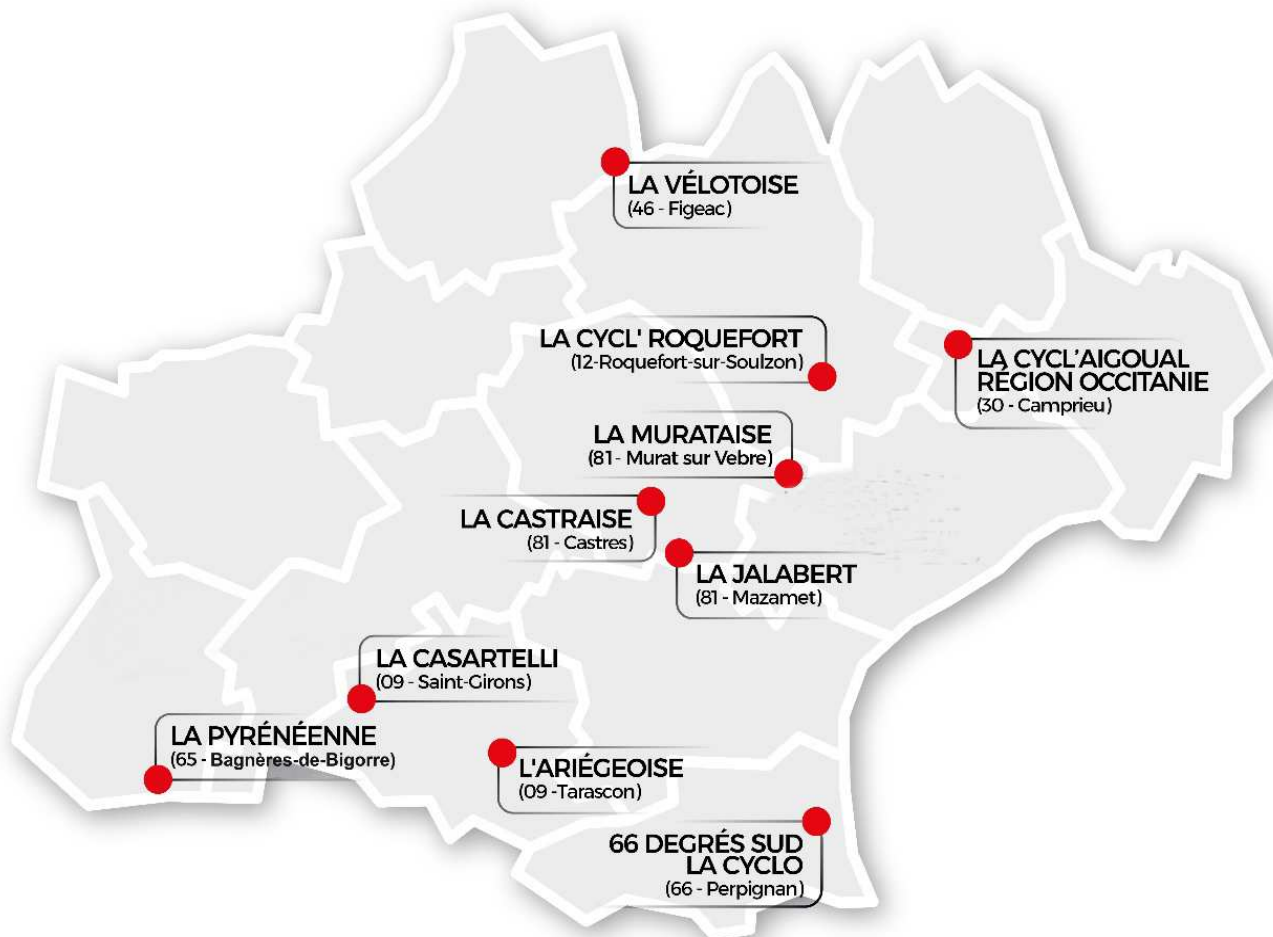 LA VÉLOTOISE
(46 - Figeac)
LA CYCL' ROQUEFORT
(12-Roquefort-sur-Soulzon)
LA CYCL'AIGOUAL
RÉGION OCCITANIE
(30 - Camprieu)
LA MURATAISE
(81 - Murat sur Vebre)
LA CASTRAISE
(81 - Castres)
LA JALABERT
(81 - Mazamet)
LA CASARTELLI
(09 - Saint-Girons)
LA PYRÉNÉENNE
(65 - Bagnères-de-Bigorre)
L'ARIÉGEOISE
(09 -Tarascon)
66 DEGRÉS SUD
LA CYCLO
(66 - Perpignan)